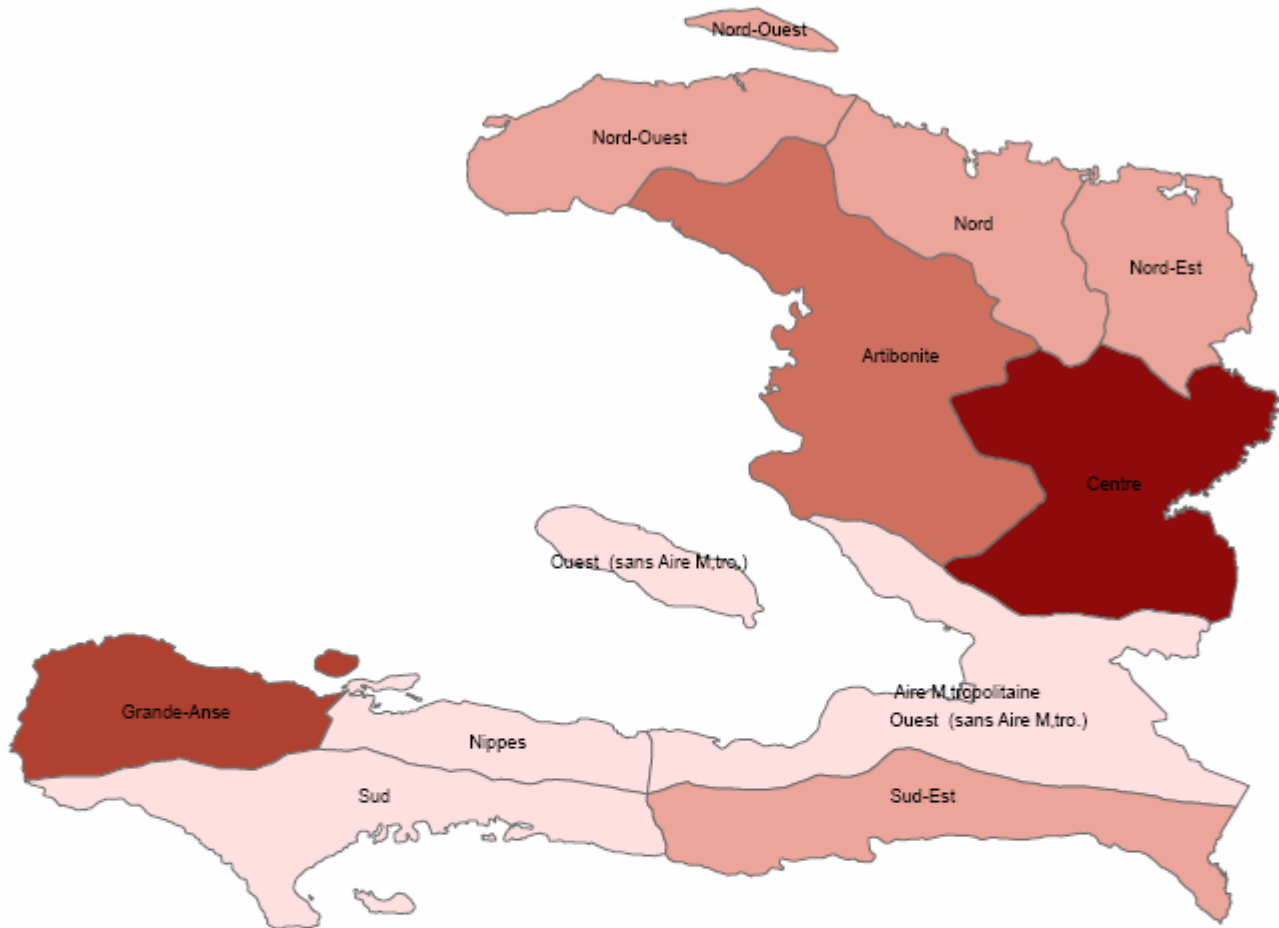 Nord-Ouest
Nord-Ouest
Nord
Nord-Est
Artibonite
Centre
Ouest (sans Aire M,tro.)
Aire M,tropolitaine
Grande-Anse
Ouest (sans Aire M,tro.)
Nippes
Sud
Sud-Est